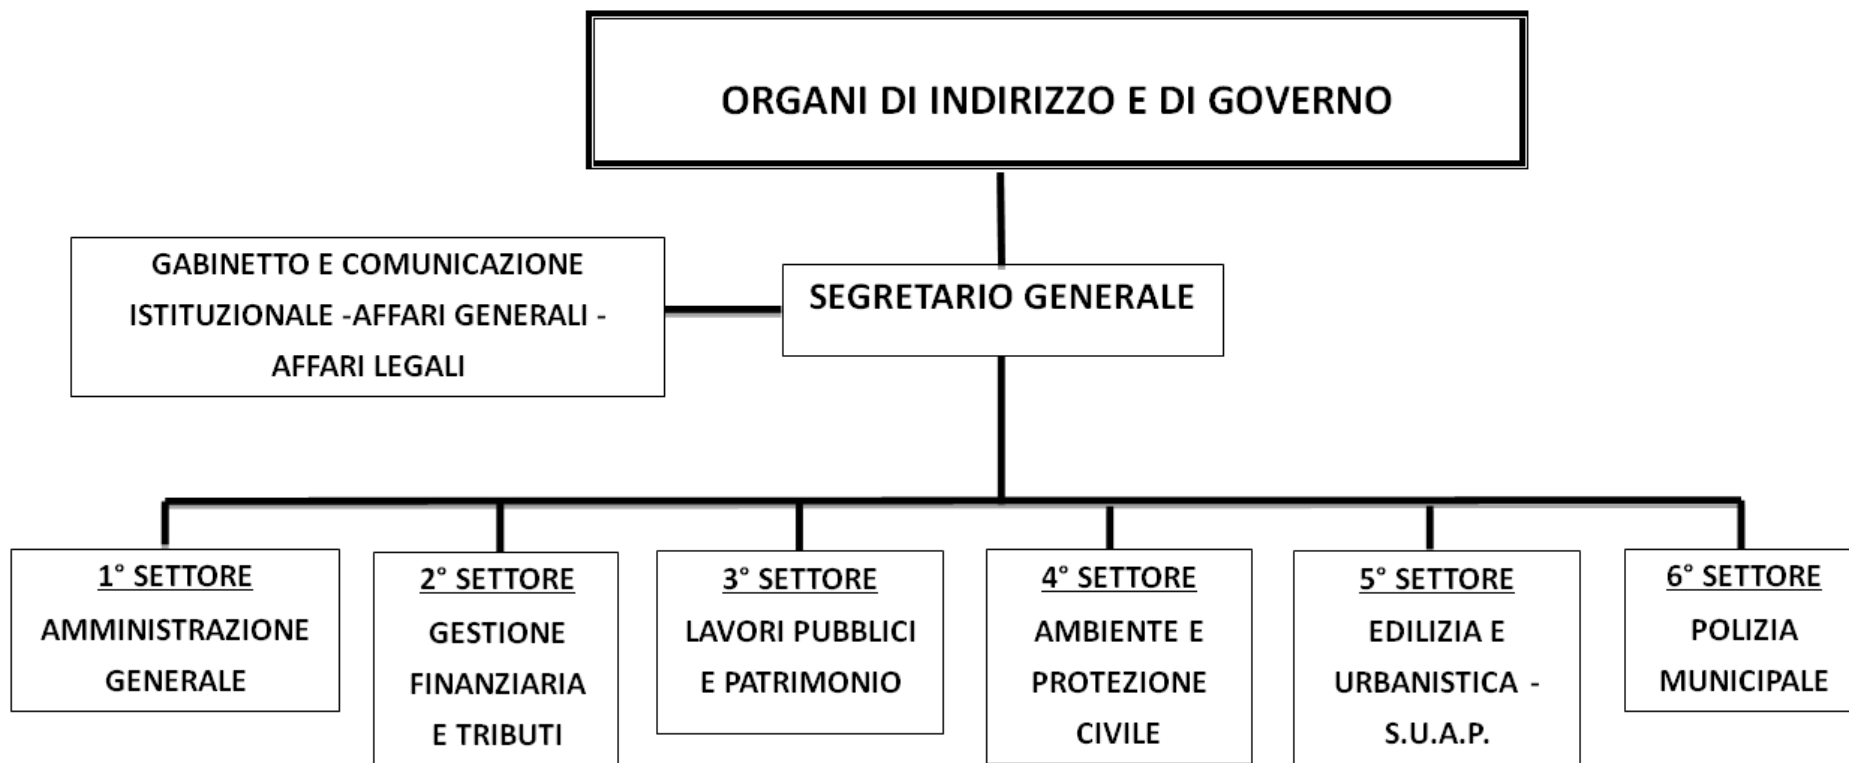 ORGANI DI INDIRIZZO E DI GOVERNO
GABINETTO E COMUNICAZIONE
ISTITUZIONALE -AFFARI GENERALI -
AFFARI LEGALI
SEGRETARIO GENERALE
1° SETTORE
AMMINISTRAZIONE
GENERALE
2° SETTORE
GESTIONE
FINANZIARIA
E TRIBUTI
3° SETTORE
LAVORI PUBBLICI
E PATRIMONIO
4° SETTORE
AMBIENTE E
PROTEZIONE
CIVILE
5° SETTORE
EDILIZIA E
URBANISTICA -
S.U.A.P.
6° SETTORE
POLIZIA
MUNICIPALE